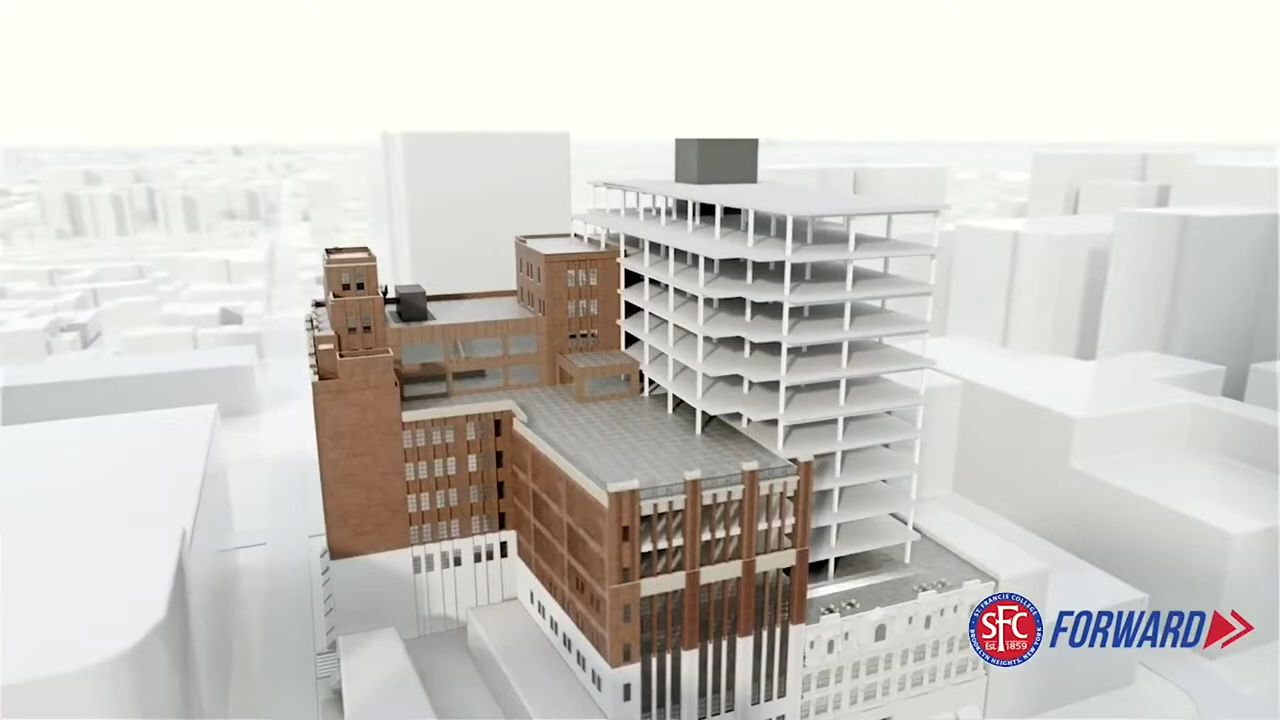 ST. FRANCIS COLLEGE
SFC
Est. 1859
BROOKLYN HEIGHTS, NEW YORK
FORWARD